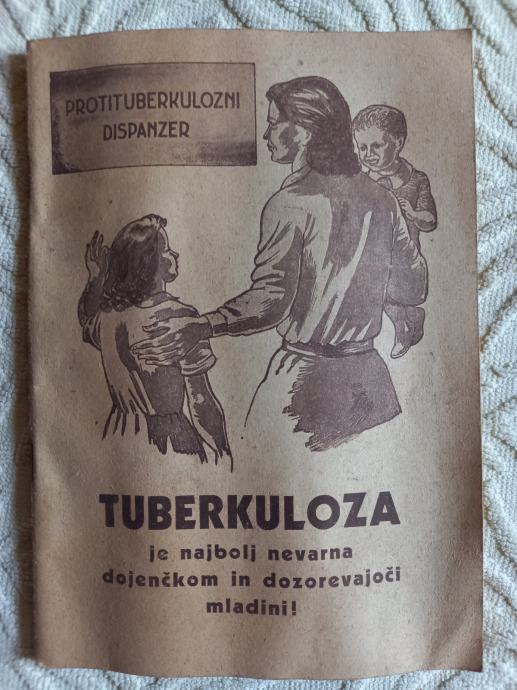 PROTITUBERKULOZNI
DISPANZER
TUBERKULOZA
je najbolj nevarna
dojenčkom in dozorevajoči
mladini!